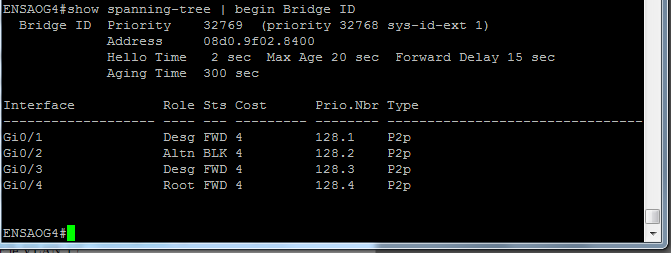 ENSAOG4#show spanning-tree | begin Bridge ID
  Bridge ID  Priority    32769  (priority 32768 sys-id-ext 1)
             Address     08d0.9f02.8400
             Hello Time   2 sec  Max Age 20 sec  Forward Delay 15 sec
             Aging Time  300 sec
Interface           Role Sts Cost      Prio.Nbr Type
------------------- ---- --- --------- -------- --------------------------------
Gi0/1               Desg FWD 4         128.1    P2p
Gi0/2               Altn BLK 4         128.2    P2p
Gi0/3               Desg FWD 4         128.3    P2p
Gi0/4               Root FWD 4         128.4    P2p
ENSAOG4#